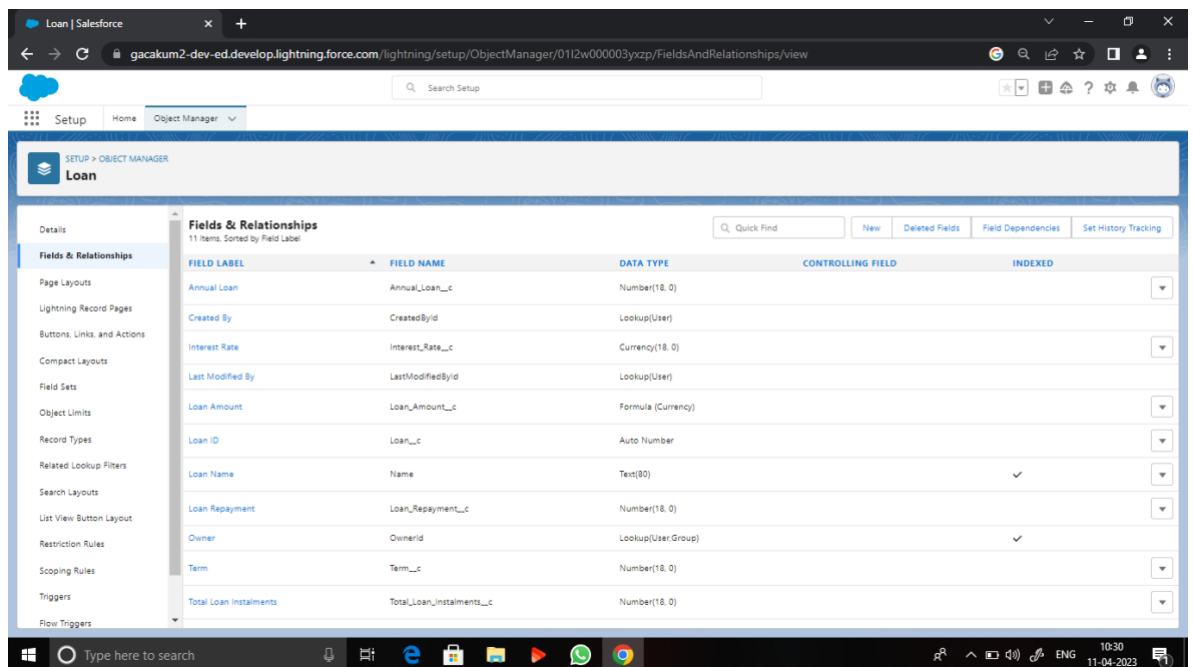 Loan | Salesforce
gacakum2-dev-ed.develop.lightning.force.com/lightning/setup/ObjectManager/01I2w000003yxzp/FieldsAndRelationships/view
Search Setup
Setup Home Object Manager
SETUP > OBJECT MANAGER
Loan
Details
Fields & Relationships
Page Layouts
Lightning Record Pages
Buttons, Links, and Actions
Compact Layouts
Field Sets
Object Limits
Record Types
Related Lookup Filters
Search Layouts
List View Button Layout
Restriction Rules
Scoping Rules
Triggers
Flow Triggers
Fields & Relationships
11 Items, Sorted by Field Label
Quick Find New Deleted Fields Field Dependencies Set History Tracking
FIELD LABEL FIELD NAME DATA TYPE CONTROLLING FIELD INDEXED
Annual Loan Annual_Loan__c Number(18, 0)
Created By CreatedById Lookup(User)
Interest Rate Interest_Rate__c Currency(18, 0)
Last Modified By LastModifiedById Lookup(User)
Loan Amount Loan_Amount__c Formula (Currency)
Loan ID Loan__c Auto Number
Loan Name Name Text(80)
Loan Repayment Loan_Repayment__c Number(18, 0)
Owner OwnerId Lookup(User,Group)
Term Term__c Number(18, 0)
Total Loan Instalments Total_Loan_Instalments__c Number(18, 0)
Type here to search
ENG
10:30
11-04-2023